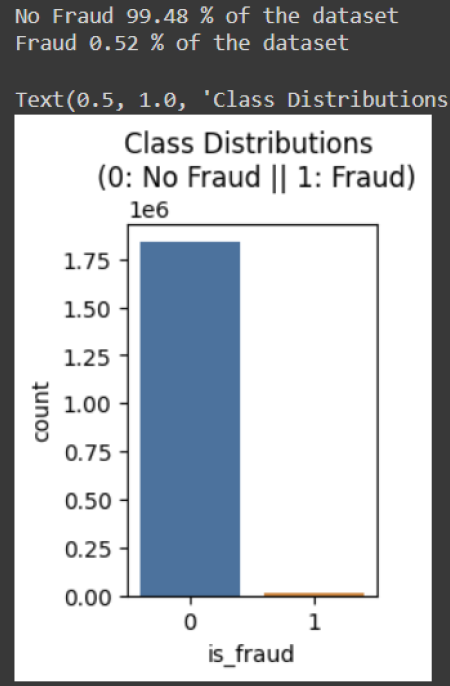 No Fraud 99.48 % of the dataset
Fraud 0.52 % of the dataset
Text(0.5, 1.0, 'Class Distributions
Class Distributions
(0: No Fraud || 1: Fraud)
1e6
1.75
1.50
1.25
1.00
0.75
0.50
0.25
0.00
count
0 1
is_fraud